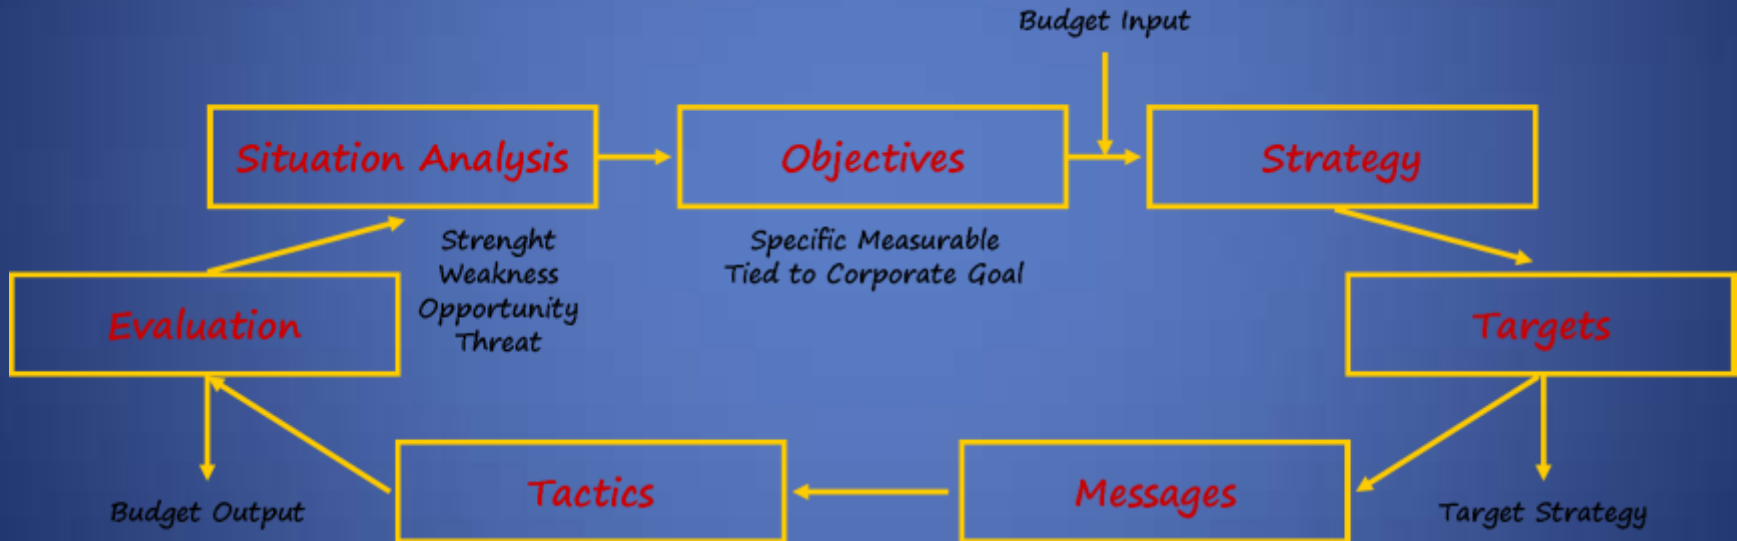 Budget Input
Situation Analysis
Objectives
Strategy
Strenght
Weakness
Opportunity
Threat
Specific Measurable
Tied to Corporate Goal
Evaluation
Targets
Tactics
Messages
Budget Output
Target Strategy